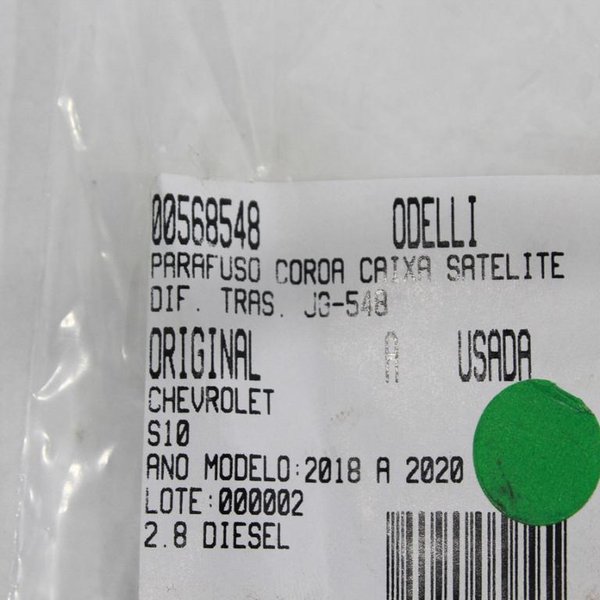 00568548 ODELLI
PARAFUSO COROA CAIXA SATELITE
DIF. TRAS. JG-548
ORIGINAL A USADA
CHEVROLET
S10
ANO MODELO:2018 A 2020
LOTE:000002
2.8 DIESEL